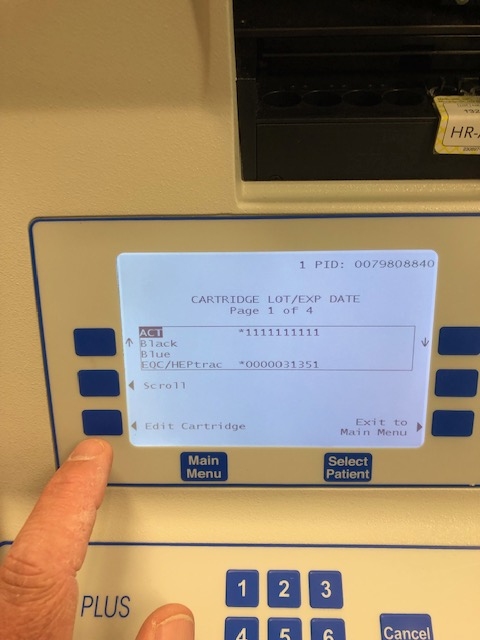 HR-
1 PID: 0079808840
CARTRIDGE LOT/EXP DATE
Page 1 of 4
ACT *1111111111
Black
Blue
EQC/HEPtrac *0000031351
Scroll
Edit Cartridge
Exit to
Main Menu
Main
Menu
Select
Patient
PLUS
1 2 3
4 5 6
Cancel